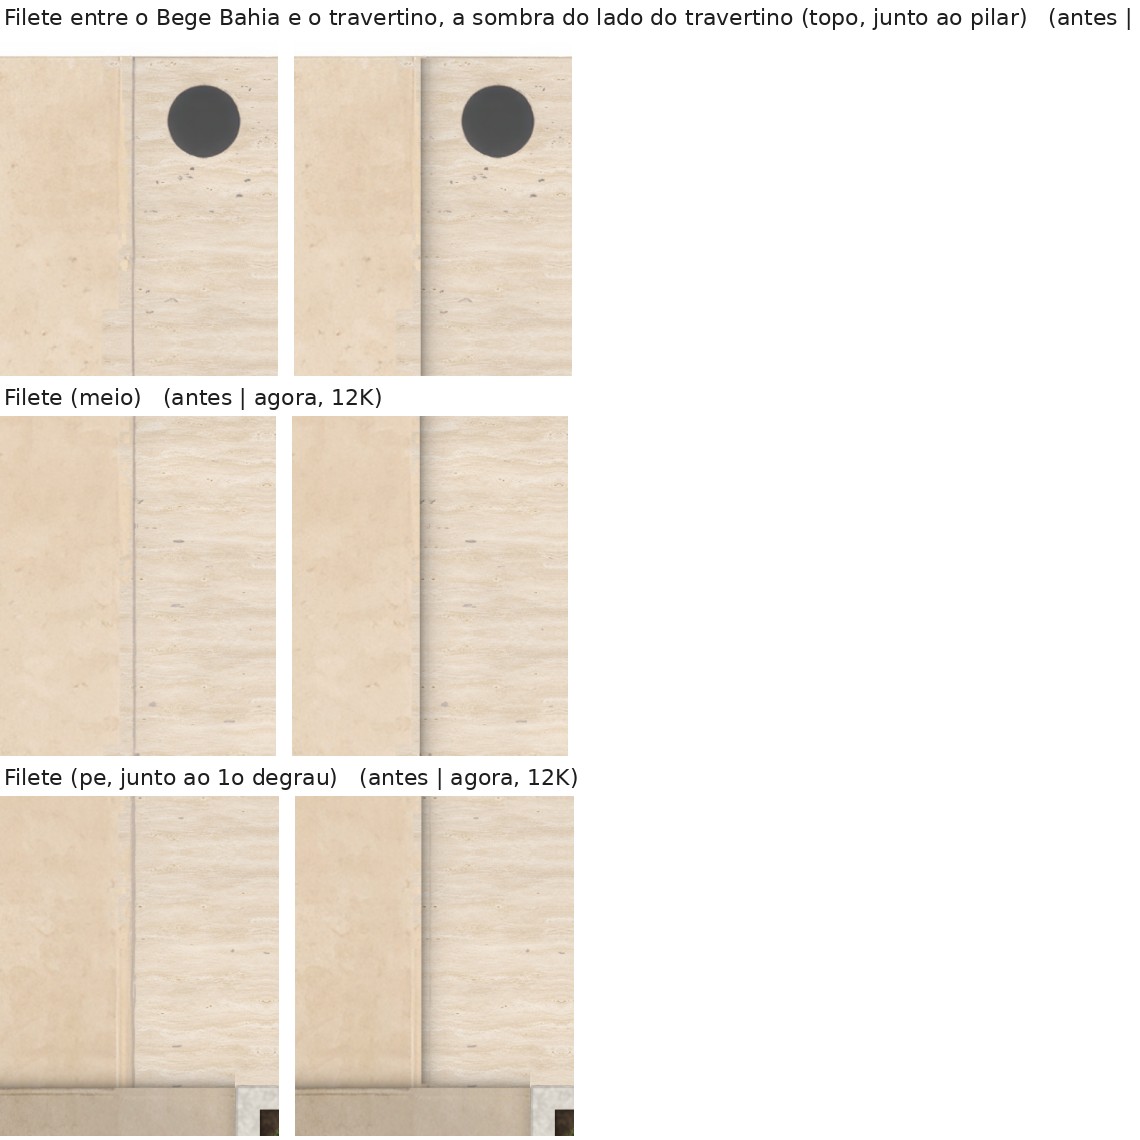 Filete entre o Bege Bahia e o travertino, a sombra do lado do travertino (topo, junto ao pilar) (antes |
Filete (meio) (antes | agora, 12K)
Filete (pe, junto ao 1o degrau) (antes | agora, 12K)